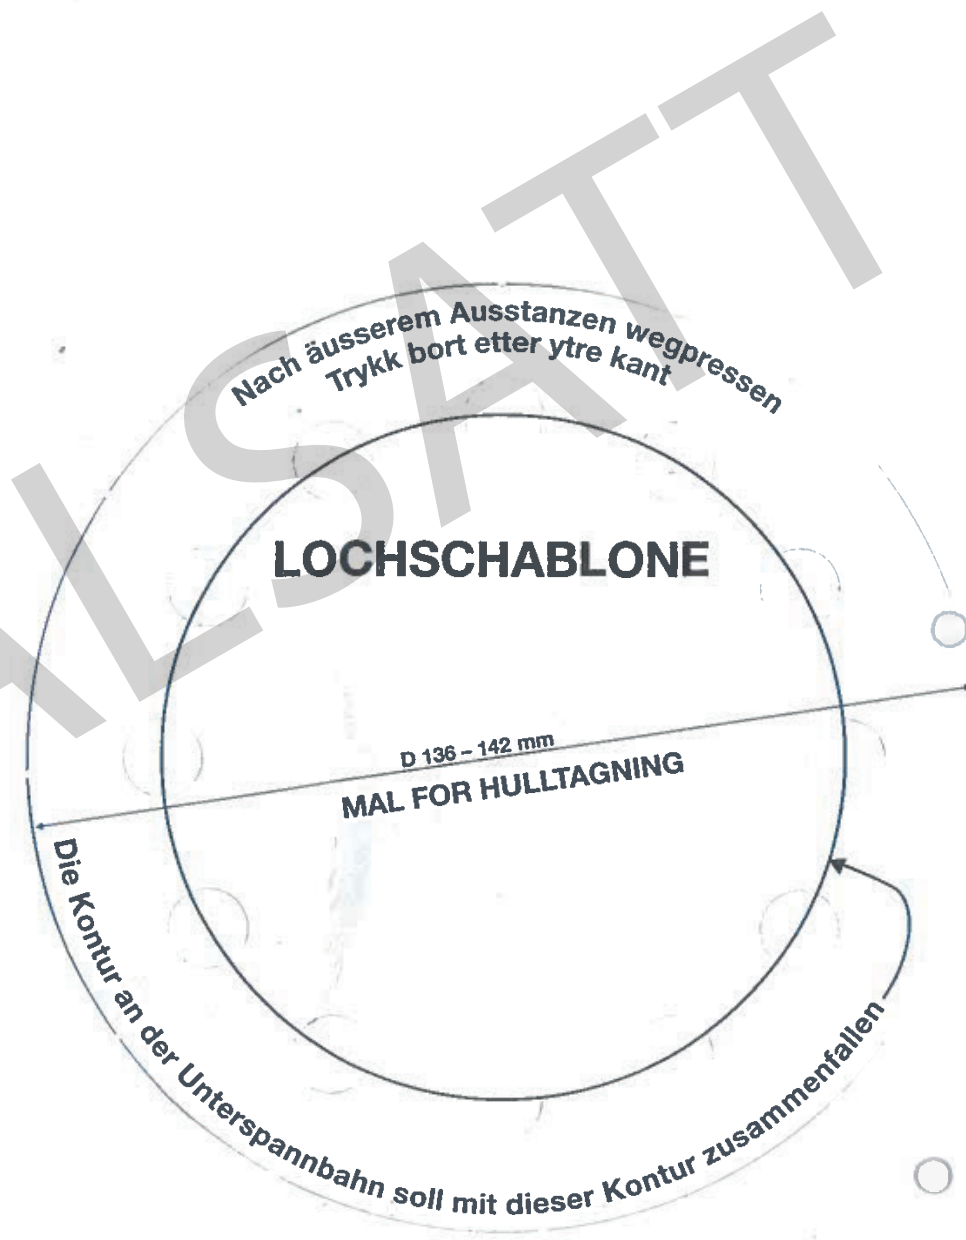 ALSATT
Nach äusserem Ausstanzen wegpressen
Trykk bort etter ytre kant
LOCHSCHABLONE
D 136 – 142 mm
MAL FOR HULLTAGNING
Die Kontur an der Unterspannbahn soll mit dieser Kontur zusammenfallen